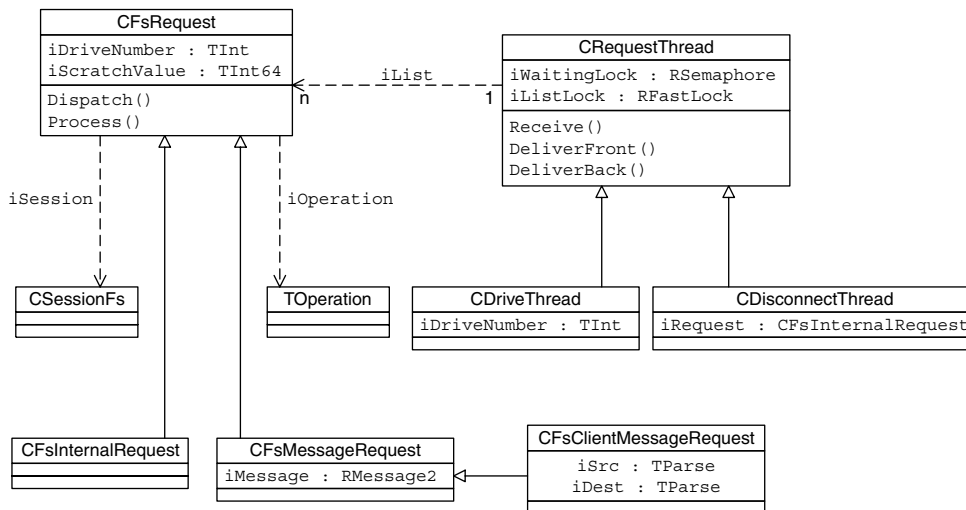 CFsRequest
iDriveNumber : TInt
iScratchValue : TInt64
Dispatch()
Process()
iList
n
1
CRequestThread
iWaitingLock : RSemaphore
iListLock : RFastLock
Receive()
DeliverFront()
DeliverBack()
iSession
iOperation
CSessionFs
TOperation
CDriveThread
iDriveNumber : TInt
CDisconnectThread
iRequest : CFsInternalRequest
CFsInternalRequest
CFsMessageRequest
iMessage : RMessage2
CFsClientMessageRequest
iSrc : TParse
iDest : TParse